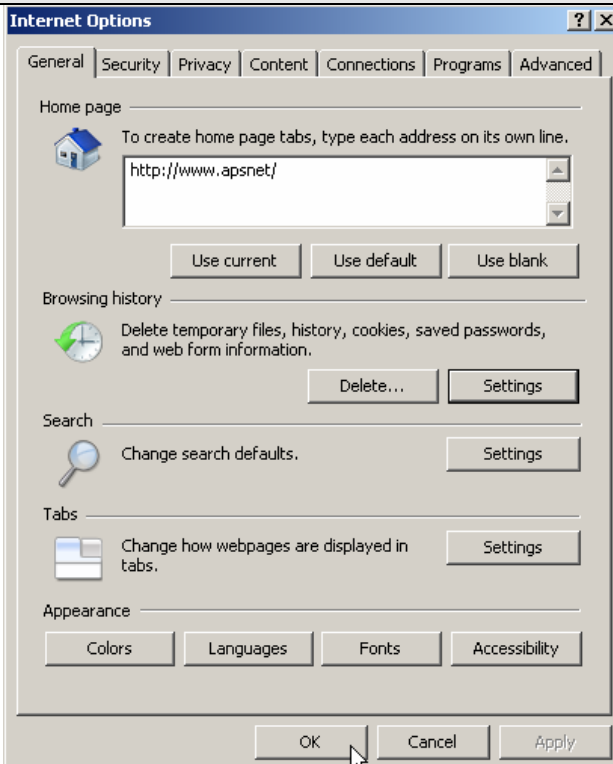 Internet Options
? X
General Security Privacy Content Connections Programs Advanced
Home page
To create home page tabs, type each address on its own line.
http://www.apsnet/
Use current Use default Use blank
Browsing history
Delete temporary files, history, cookies, saved passwords,
and web form information.
Delete... Settings
Search
Change search defaults. Settings
Tabs
Change how webpages are displayed in
tabs.
Settings
Appearance
Colors Languages Fonts Accessibility
OK Cancel Apply